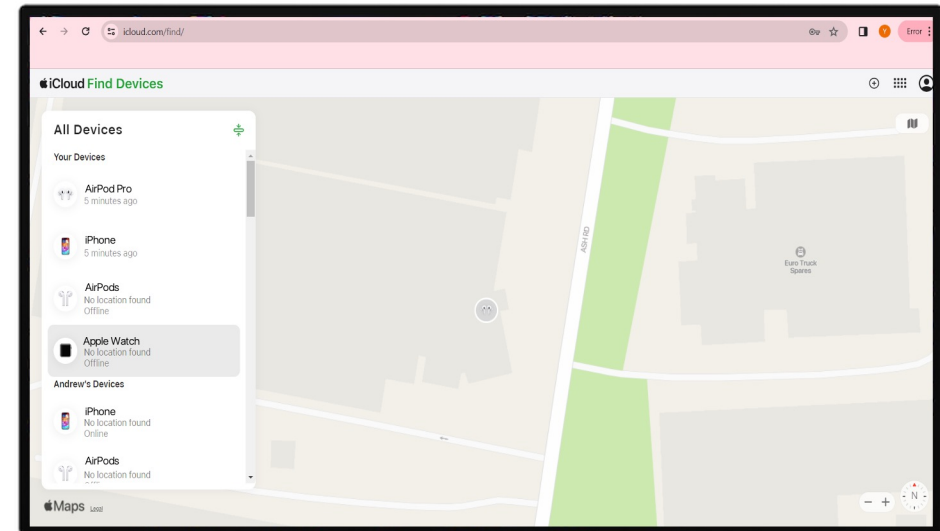 icloud.com/find/
Y
Error
iCloud Find Devices
All Devices
Your Devices
AirPod Pro
5 minutes ago
iPhone
5 minutes ago
AirPods
No location found
Offline
Apple Watch
No location found
Offline
Andrew's Devices
iPhone
No location found
Online
AirPods
No location found
ASH RD
Euro Truck
Spares
Maps
Legal
N